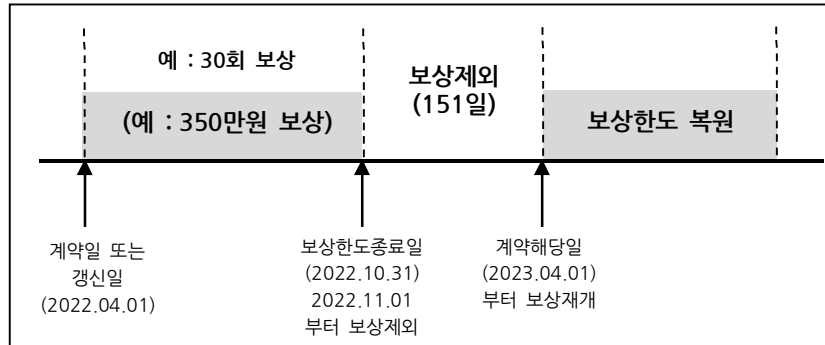 예 : 30회 보상
(예 : 350만원 보상)
보상제외
(151일)
보상한도 복원
계약일 또는
갱신일
(2022.04.01)
보상한도종료일
(2022.10.31)
2022.11.01
부터 보상제외
계약해당일
(2023.04.01)
부터 보상재개